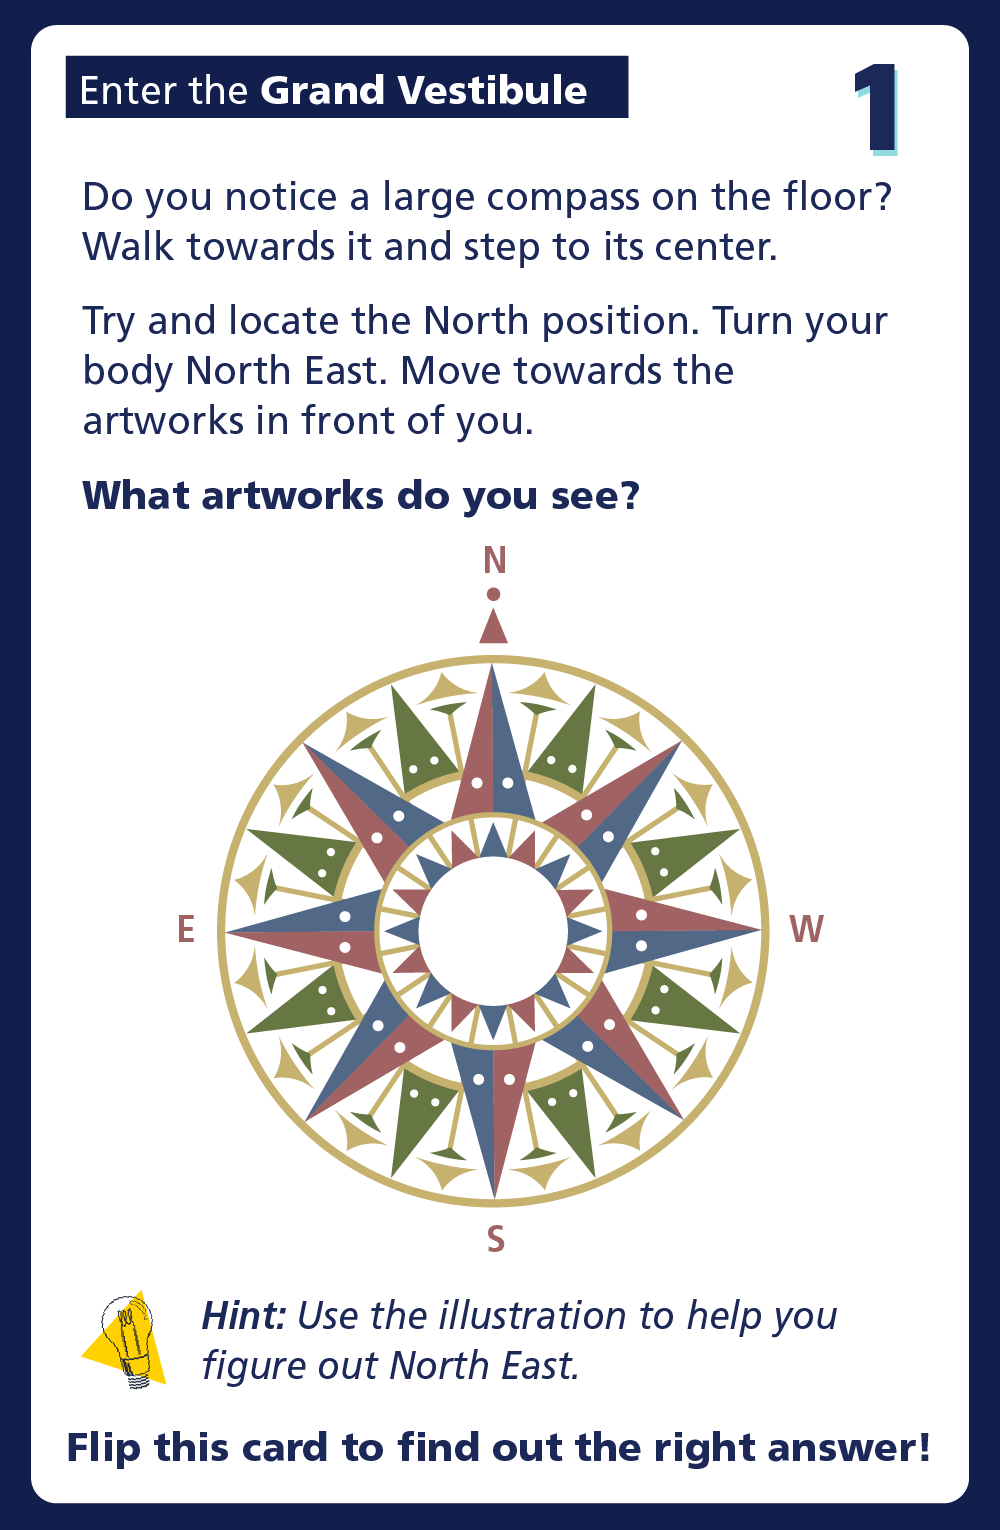 Enter the Grand Vestibule
1
Do you notice a large compass on the floor?
Walk towards it and step to its center.
Try and locate the North position. Turn your
body North East. Move towards the
artworks in front of you.
What artworks do you see?
N
E
W
S
Hint: Use the illustration to help you
figure out North East.
Flip this card to find out the right answer!